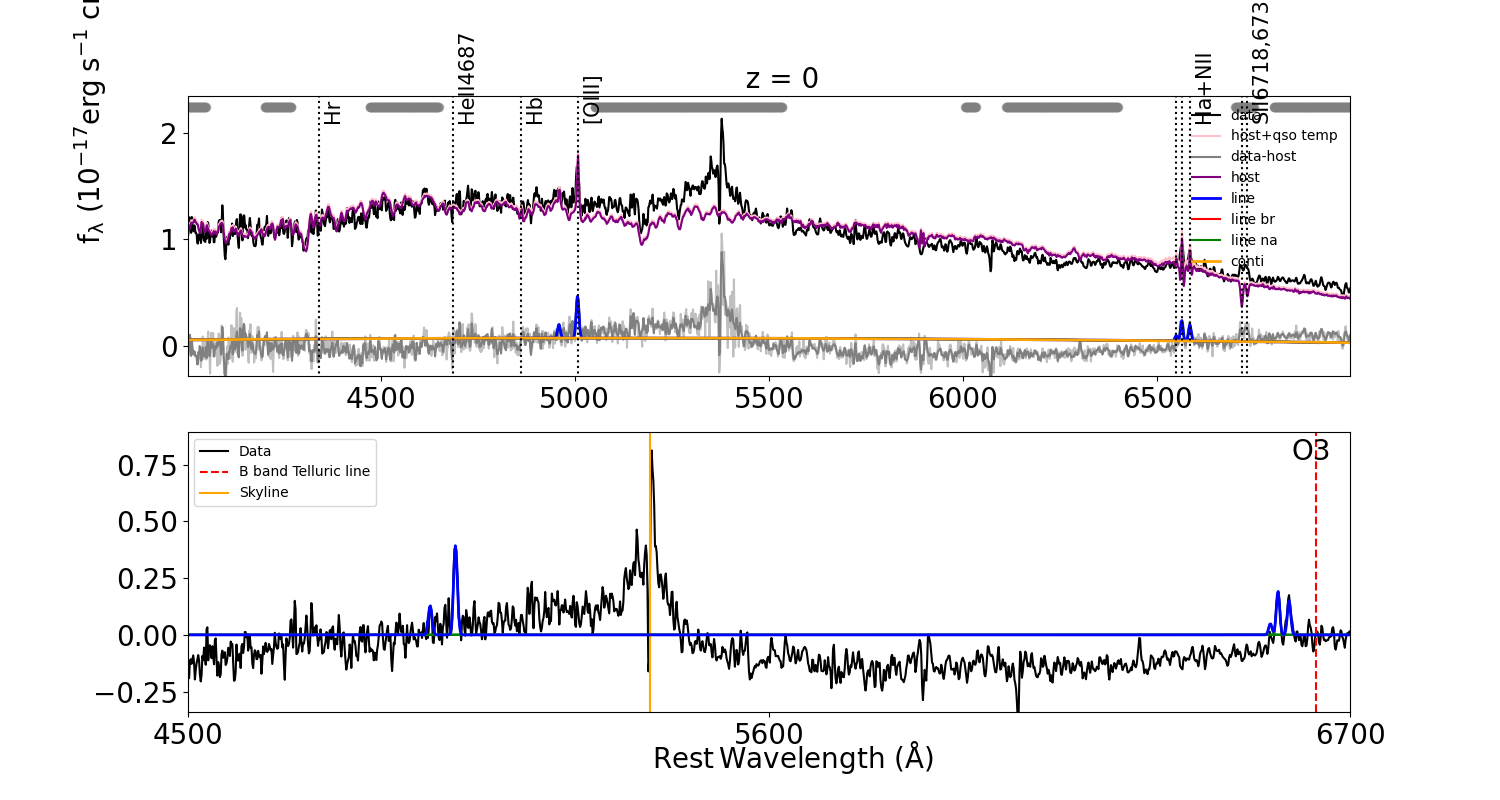 z = 0
f_λ (10⁻¹⁷erg s⁻¹ c
Hr
HeII4687
Hb
[OIII]
Ha+NII
SII6718,673
data
host+qso temp
data-host
host
line
line br
line na
conti
2
1
0
4500 5000 5500 6000 6500
Data
B band Telluric line
Skyline
O3
0.75
0.50
0.25
0.00
−0.25
4500 5600 6700
Rest Wavelength (Å)